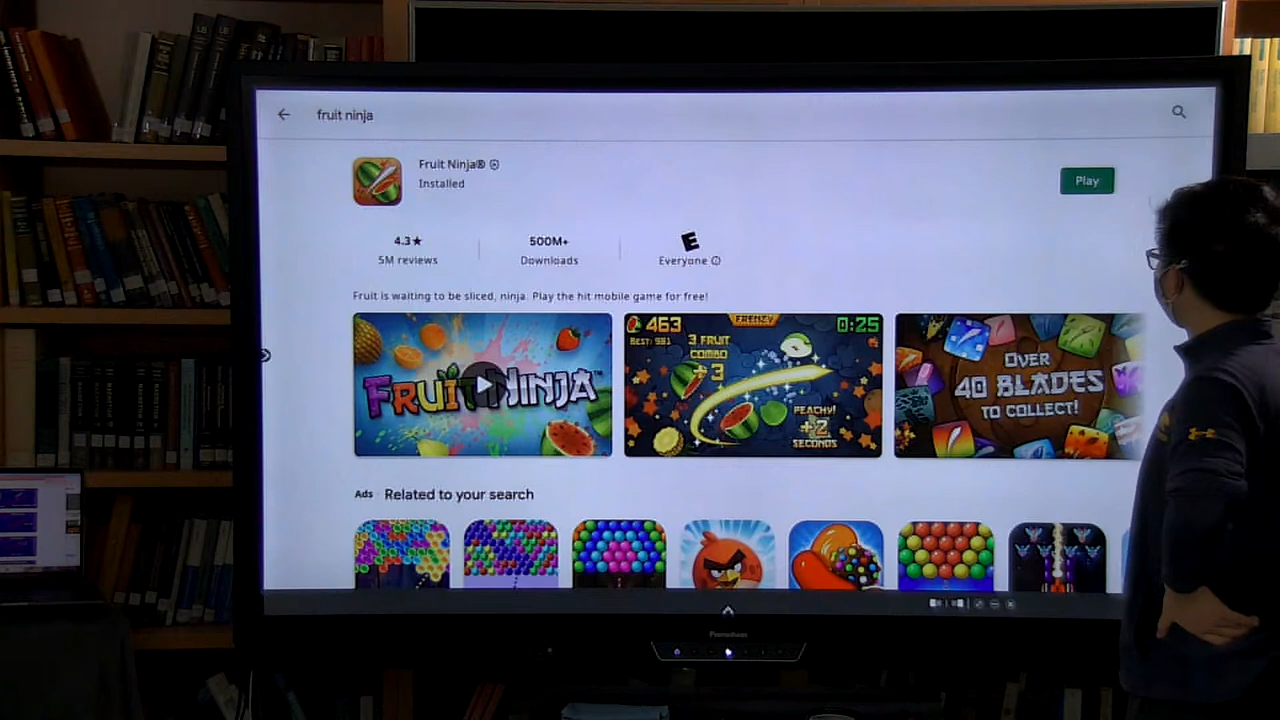 fruit ninja
Fruit Ninja®
Installed
Play
4.3★
5M reviews
500M+
Downloads
E
Everyone
Fruit is waiting to be sliced, ninja. Play the hit mobile game for free!
FRUIT NINJA™
463
BEST: 981
FRENZY
0:25
3 FRUIT
COMBO
+3
PEACHY!
+2
SECONDS
OVER
40 BLADES
TO COLLECT!
Ads
Related to your search
Promethean